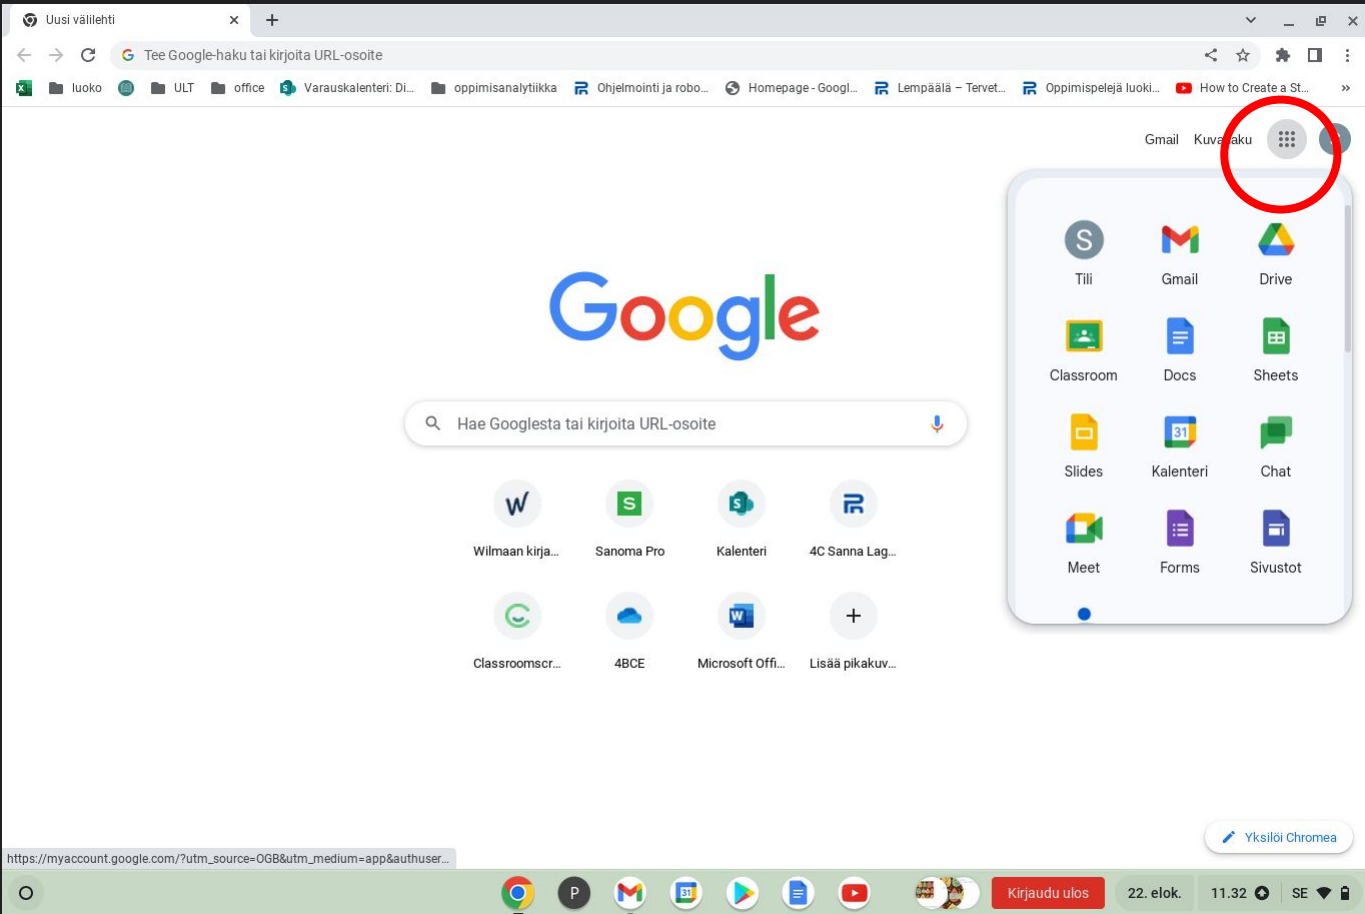 Uusi välilehti
Tee Google-haku tai kirjoita URL-osoite
luoko ULT office Varauskalenteri: Di... oppimisanalytiikka Ohjelmointi ja robo... Homepage - Googl... Lempäälä – Tervet... Oppimispelejä luoki... How to Create a St... »
Gmail Kuvahaku
S
Tili Gmail Drive
Classroom Docs Sheets
31
Slides Kalenteri Chat
Meet Forms Sivustot
Google
Hae Googlesta tai kirjoita URL-osoite
Wilmaan kirja... Sanoma Pro Kalenteri 4C Sanna Lag...
Classroomscr... 4BCE Microsoft Offi... Lisää pikakuv...
Yksilöi Chromea
https://myaccount.google.com/?utm_source=OGB&utm_medium=app&authuser...
P 31 Kirjaudu ulos 22. elok. 11.32 SE